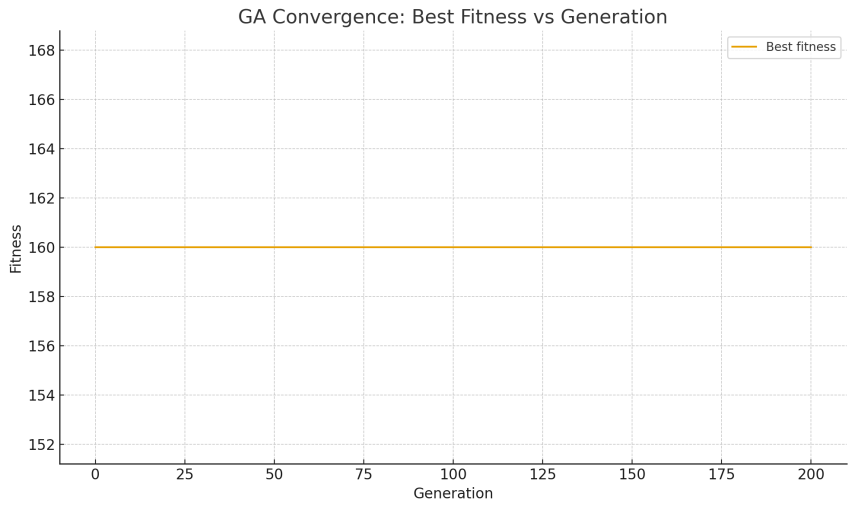 GA Convergence: Best Fitness vs Generation
Best fitness
168
166
164
162
160
158
156
154
152
Fitness
0 25 50 75 100 125 150 175 200
Generation